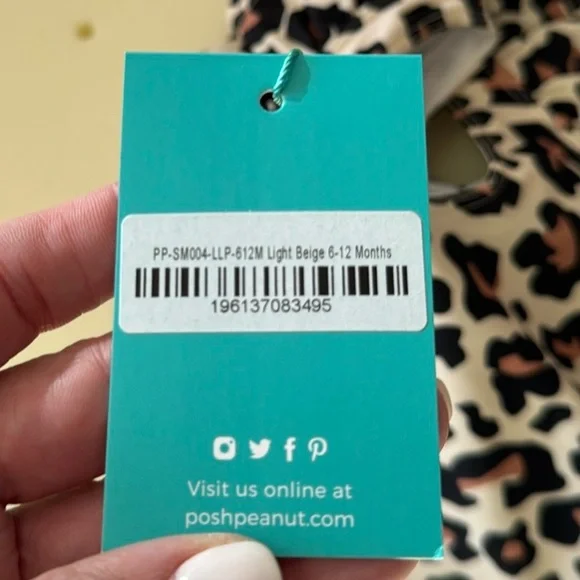 PP-SM004-LLP-612M Light Beige 6-12 Months
196137083495
Visit us online at
poshpeanut.com